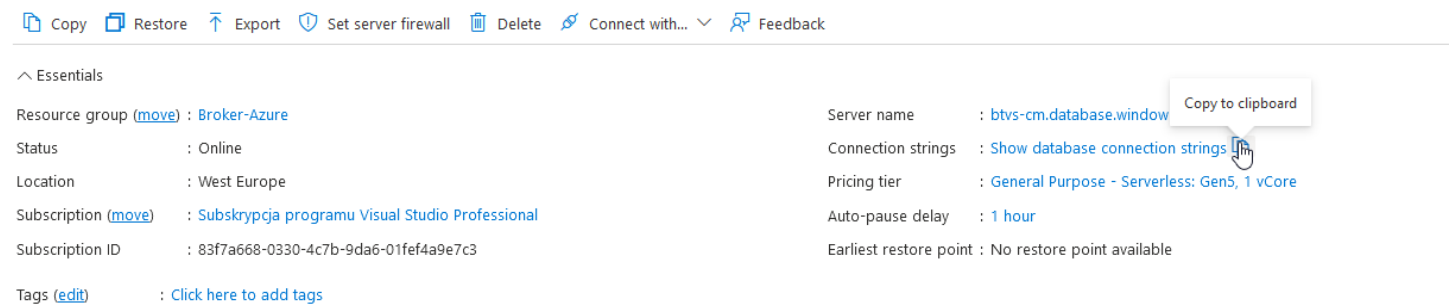 Copy Restore Export Set server firewall Delete Connect with... Feedback
Essentials
Resource group (move) : Broker-Azure
Status : Online
Location : West Europe
Subscription (move) : Subskrypcja programu Visual Studio Professional
Subscription ID : 83f7a668-0330-4c7b-9da6-01fef4a9e7c3
Tags (edit) : Click here to add tags
Copy to clipboard
Server name : btvs-cm.database.window
Connection strings : Show database connection strings
Pricing tier : General Purpose - Serverless: Gen5, 1 vCore
Auto-pause delay : 1 hour
Earliest restore point : No restore point available